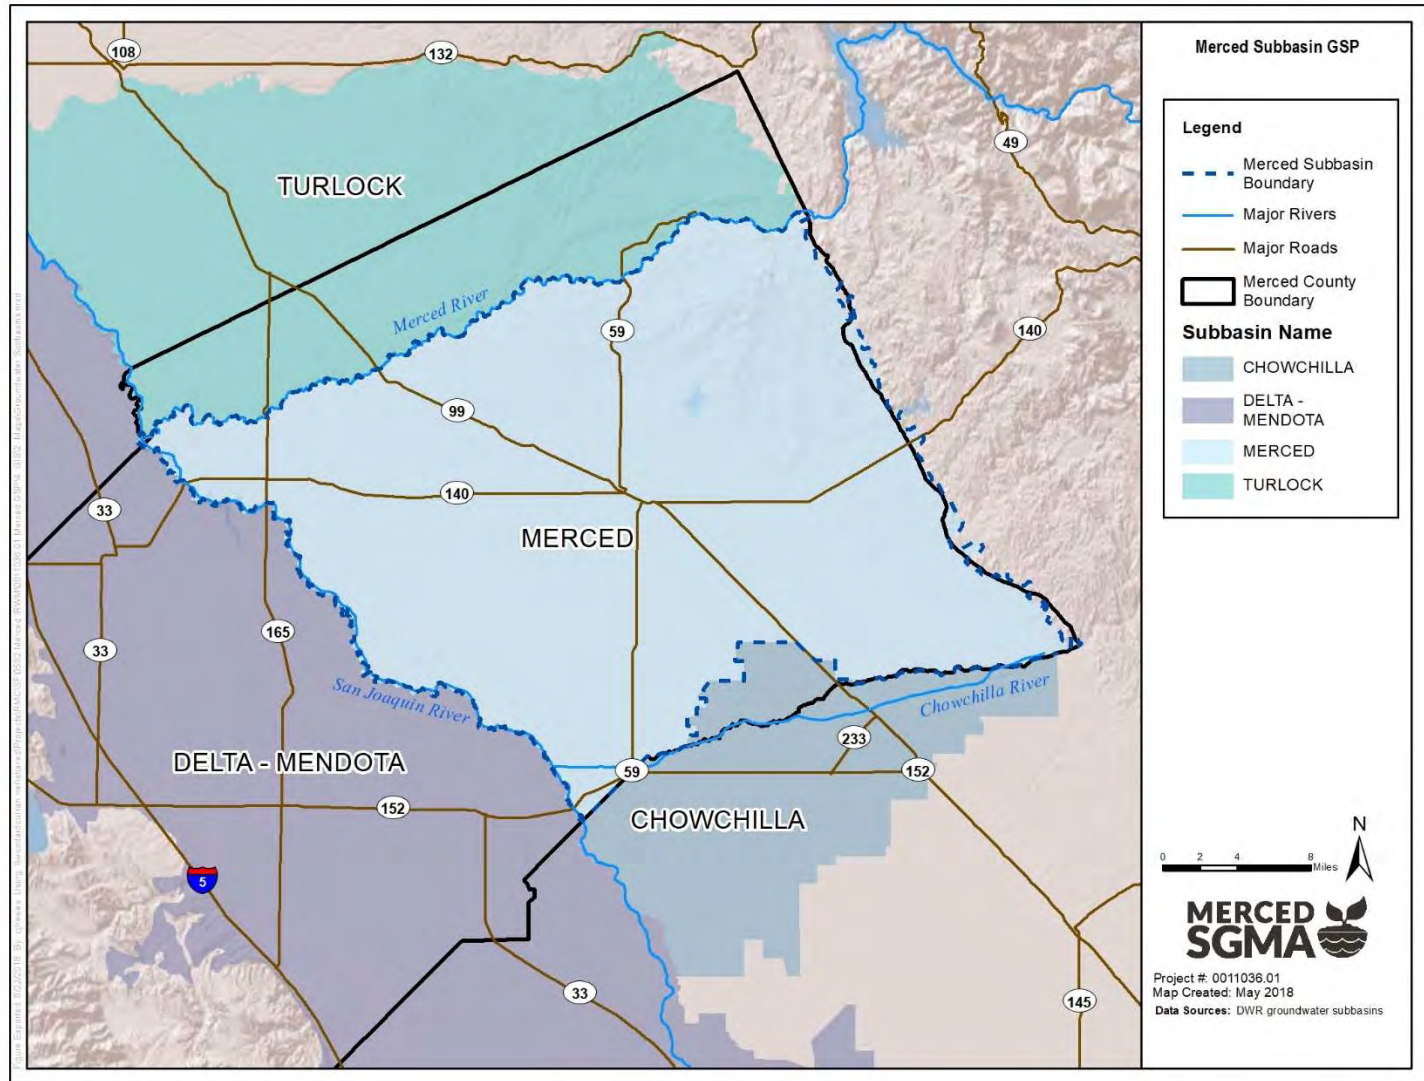 108
132
49
TURLOCK
Merced River
59
140
99
33
140
MERCED
165
33
San Joaquin River
Chowchilla River
233
DELTA - MENDOTA
59
152
152
CHOWCHILLA
5
33
145
Merced Subbasin GSP
Legend
Merced Subbasin
Boundary
Major Rivers
Major Roads
Merced County
Boundary
Subbasin Name
CHOWCHILLA
DELTA -
MENDOTA
MERCED
TURLOCK
N
0 2 4 8
Miles
MERCED
SGMA
Project #: 0011036.01
Map Created: May 2018
Data Sources: DWR groundwater subbasins